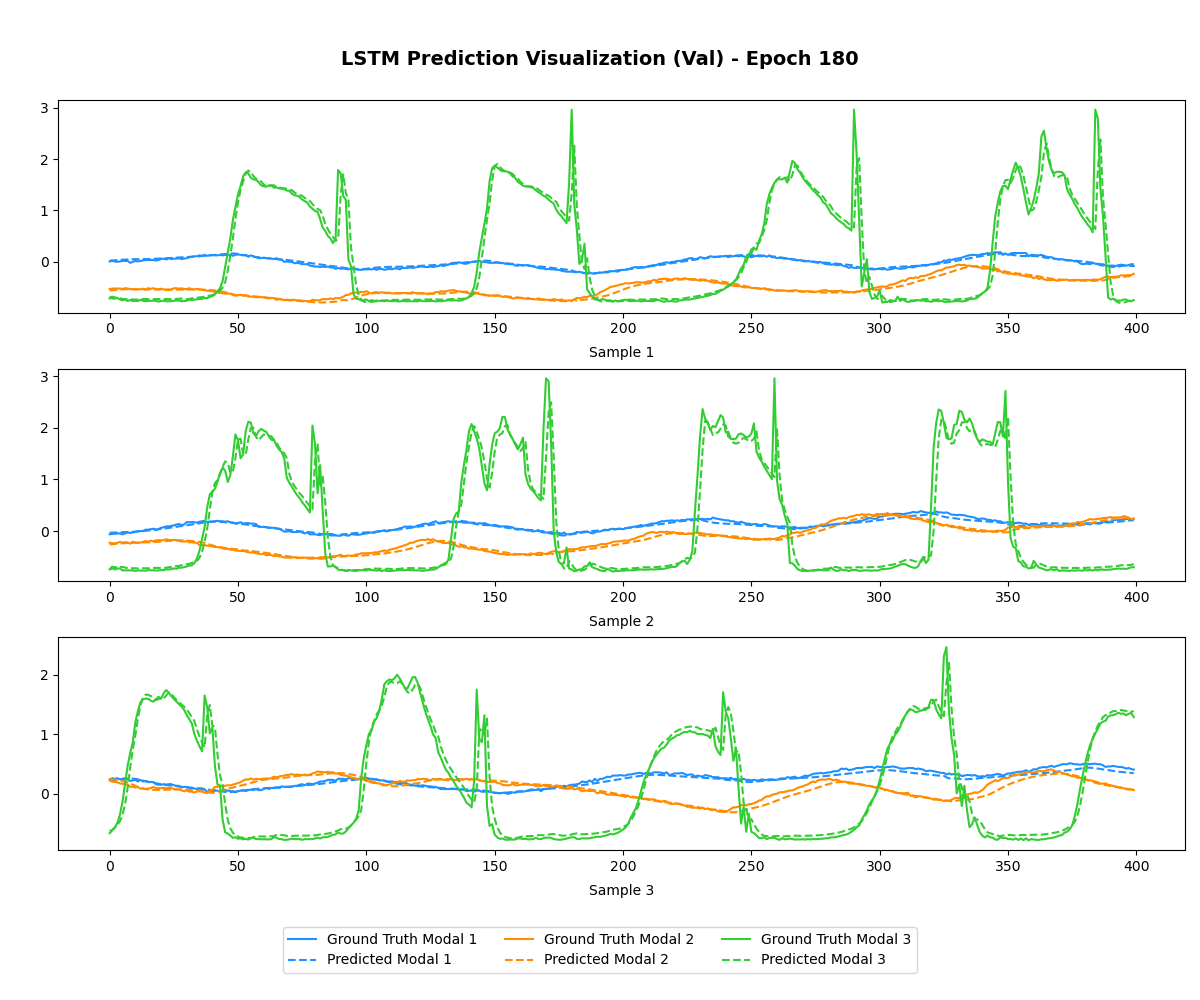 LSTM Prediction Visualization (Val) - Epoch 180
3
2
1
0
0 50 100 150 200 250 300 350 400
Sample 1
3
2
1
0
0 50 100 150 200 250 300 350 400
Sample 2
2
1
0
0 50 100 150 200 250 300 350 400
Sample 3
Ground Truth Modal 1 Ground Truth Modal 2 Ground Truth Modal 3
Predicted Modal 1 Predicted Modal 2 Predicted Modal 3